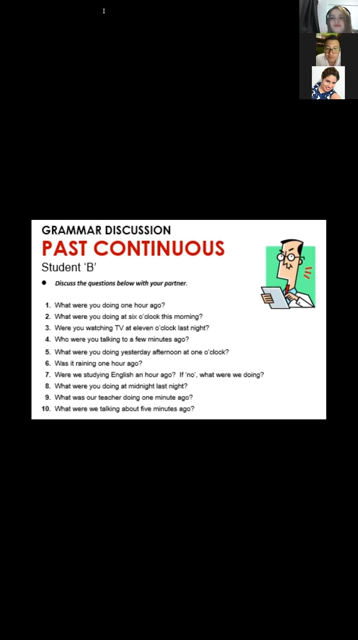 GRAMMAR DISCUSSION
PAST CONTINUOUS
Student 'B'
• Discuss the questions below with your partner.
1. What were you doing one hour ago?
2. What were you doing at six o'clock this morning?
3. Were you watching TV at eleven o'clock last night?
4. Who were you talking to a few minutes ago?
5. What were you doing yesterday afternoon at one o'clock?
6. Was it raining one hour ago?
7. Were we studying English an hour ago? If 'no', what were we doing?
8. What were you doing at midnight last night?
9. What was our teacher doing one minute ago?
10. What were we talking about five minutes ago?